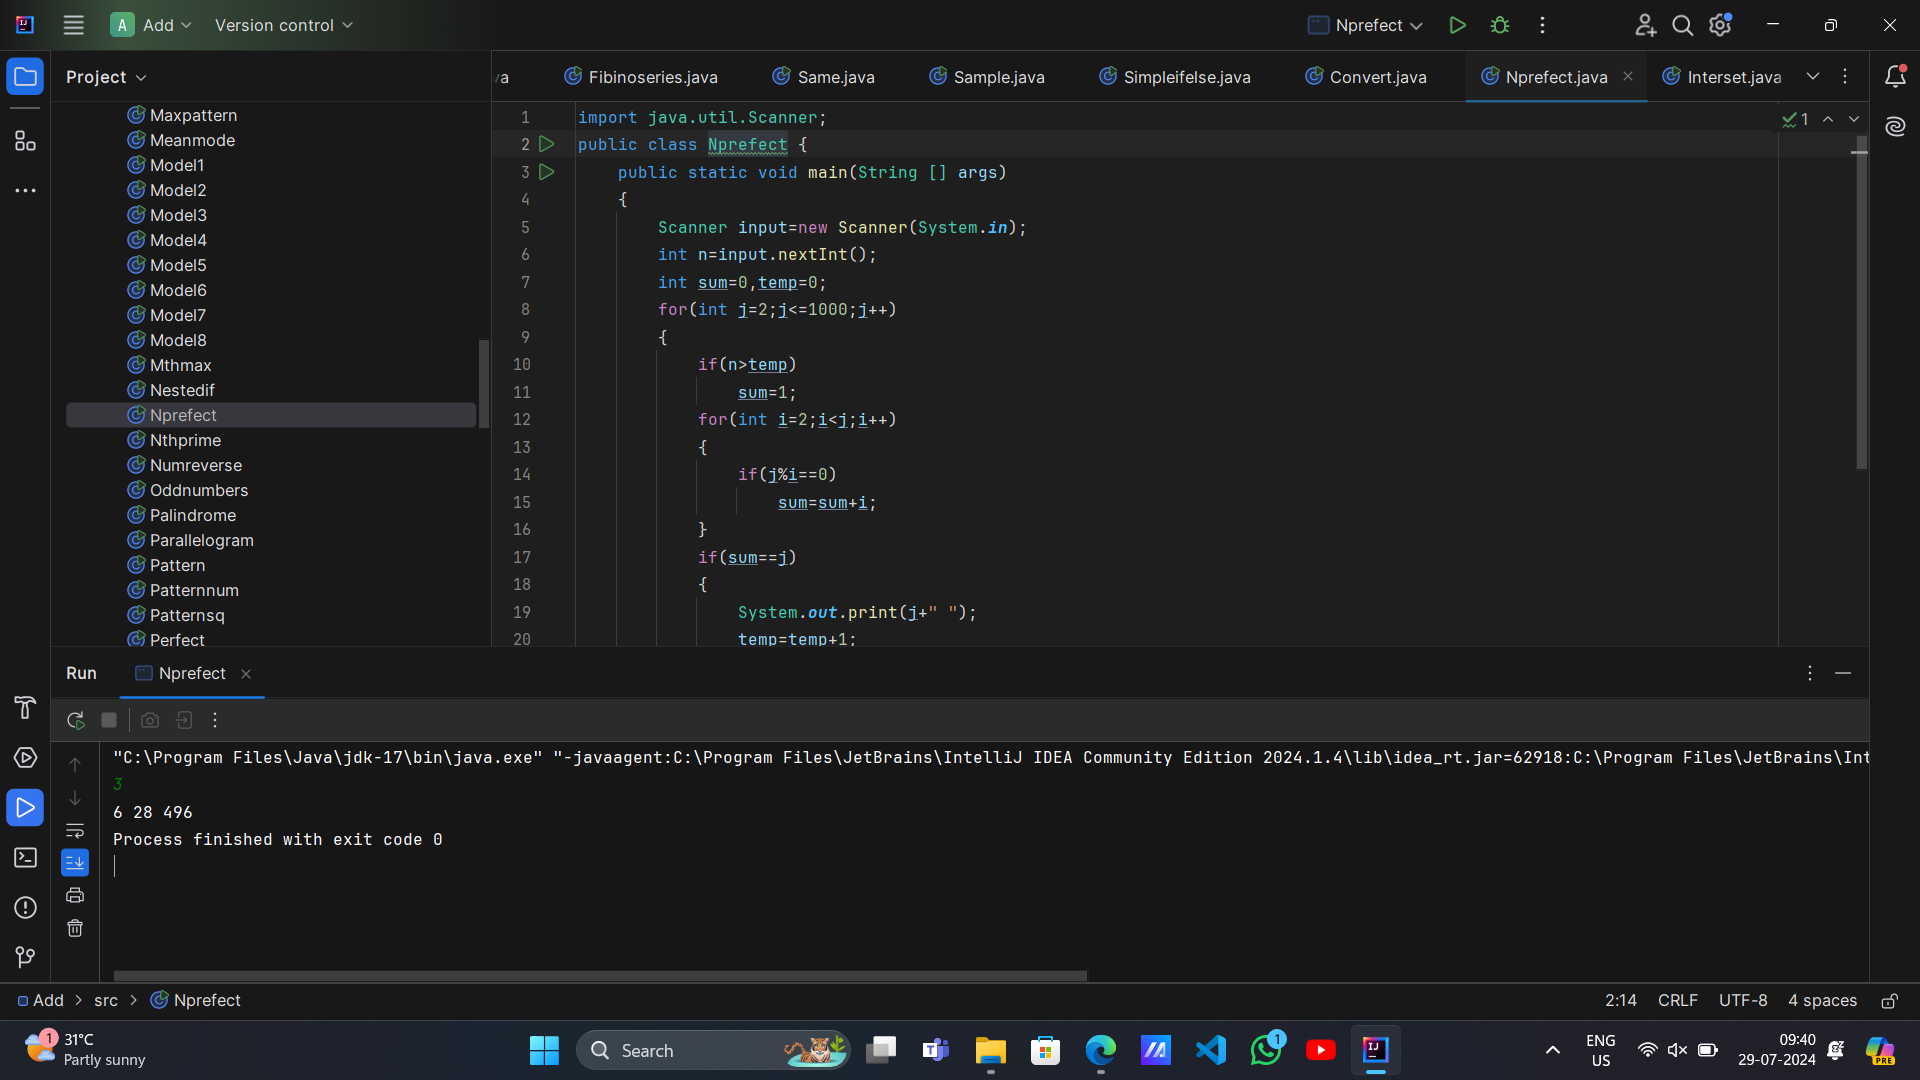 A Add Version control Nprefect
Project
va Fibinoseries.java Same.java Sample.java Simpleifelse.java Convert.java Nprefect.java Interset.java
Maxpattern
Meanmode
Model1
Model2
Model3
Model4
Model5
Model6
Model7
Model8
Mthmax
Nestedif
Nprefect
Nthprime
Numreverse
Oddnumbers
Palindrome
Parallelogram
Pattern
Patternnum
Patternsq
Perfect
1 import java.util.Scanner;
2 public class Nprefect {
3 public static void main(String [] args)
4 {
5 Scanner input=new Scanner(System.in);
6 int n=input.nextInt();
7 int sum=0,temp=0;
8 for(int j=2;j<=1000;j++)
9 {
10 if(n>temp)
11 sum=1;
12 for(int i=2;i<j;i++)
13 {
14 if(j%i==0)
15 sum=sum+i;
16 }
17 if(sum==j)
18 {
19 System.out.print(j+" ");
20 temp=temp+1;
1
Run Nprefect
"C:\Program Files\Java\jdk-17\bin\java.exe" "-javaagent:C:\Program Files\JetBrains\IntelliJ IDEA Community Edition 2024.1.4\lib\idea_rt.jar=62918:C:\Program Files\JetBrains\Int
3
6 28 496
Process finished with exit code 0
Add > src > Nprefect
2:14 CRLF UTF-8 4 spaces
1 31°C
Partly sunny
Search
1
ENG
US
09:40
29-07-2024
PRE